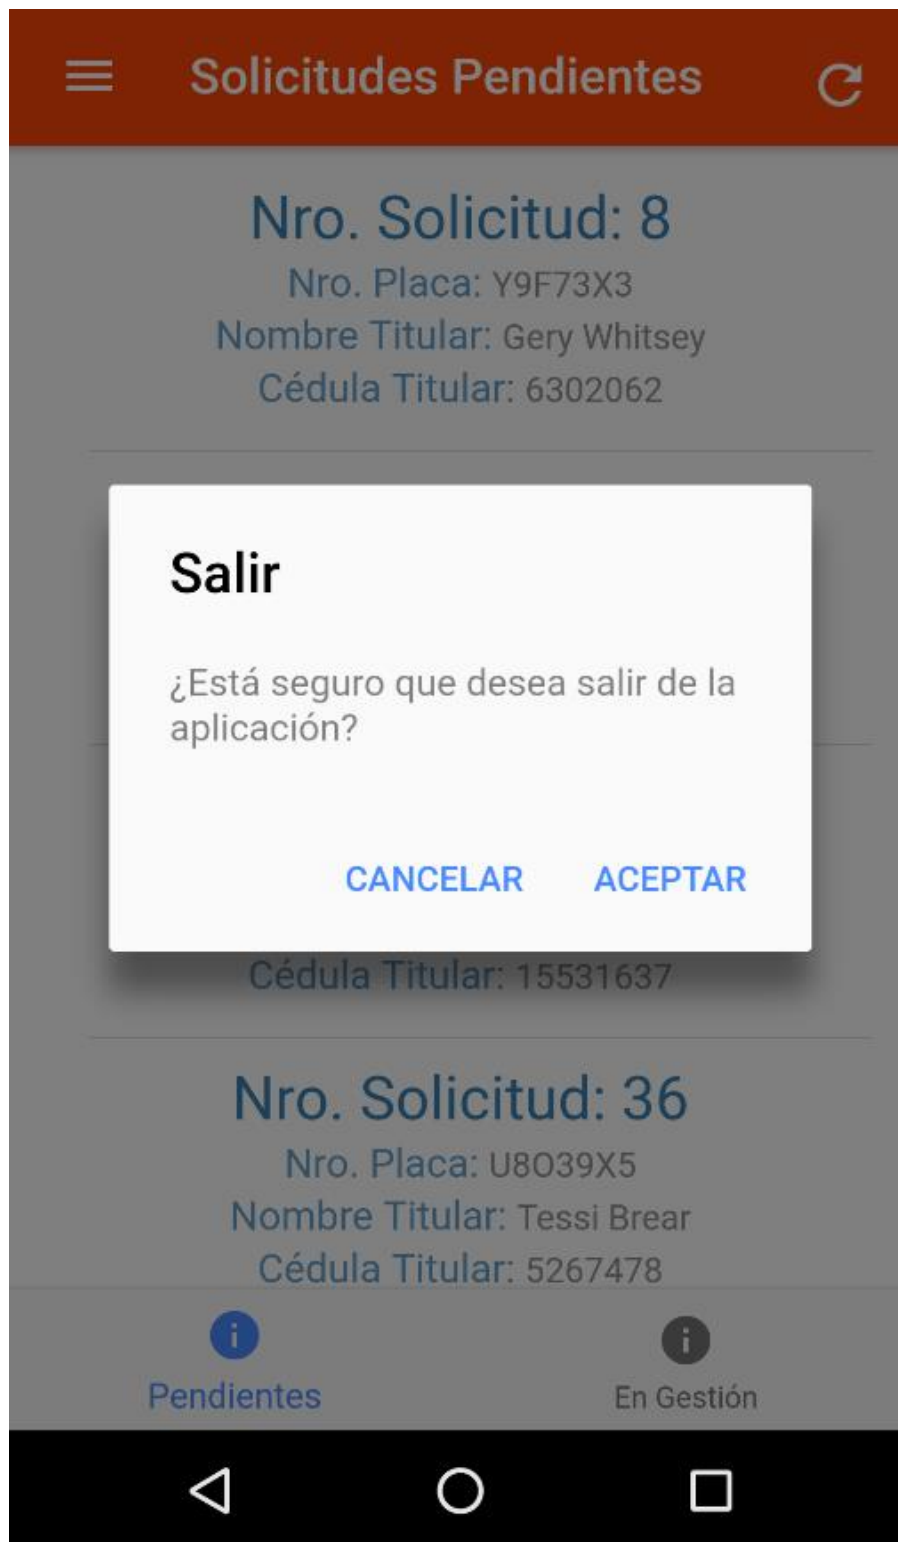 Solicitudes Pendientes
Nro. Solicitud: 8
Nro. Placa: Y9F73X3
Nombre Titular: Gery Whitsey
Cédula Titular: 6302062
Salir
¿Está seguro que desea salir de la
aplicación?
CANCELAR ACEPTAR
Cédula Titular: 15531637
Nro. Solicitud: 36
Nro. Placa: U8O39X5
Nombre Titular: Tessi Brear
Cédula Titular: 5267478
Pendientes En Gestión